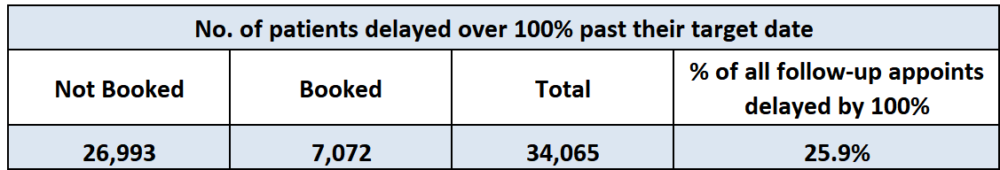 No. of patients delayed over 100% past their target date
Not Booked
Booked
Total
% of all follow-up appoints
delayed by 100%
26,993
7,072
34,065
25.9%